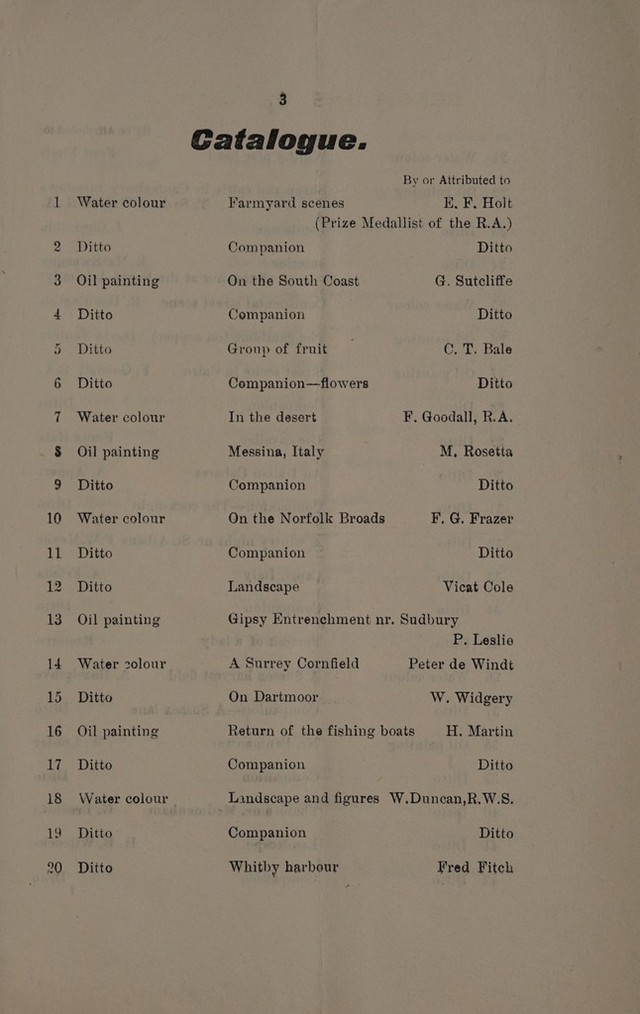 3
Catalogue.
By or Attributed to
1 Water colour Farmyard scenes E. F. Holt
(Prize Medallist of the R.A.)
2 Ditto Companion Ditto
3 Oil painting On the South Coast G. Sutcliffe
4 Ditto Companion Ditto
5 Ditto Group of fruit C. T. Bale
6 Ditto Companion—flowers Ditto
7 Water colour In the desert F. Goodall, R.A.
8 Oil painting Messina, Italy M. Rosetta
9 Ditto Companion Ditto
10 Water colour On the Norfolk Broads F. G. Frazer
11 Ditto Companion Ditto
12 Ditto Landscape Vicat Cole
13 Oil painting Gipsy Entrenchment nr. Sudbury
P. Leslie
14 Water colour A Surrey Cornfield Peter de Windt
15 Ditto On Dartmoor W. Widgery
16 Oil painting Return of the fishing boats H. Martin
17 Ditto Companion Ditto
18 Water colour Landscape and figures W.Duncan,R.W.S.
19 Ditto Companion Ditto
20 Ditto Whitby harbour Fred Fitch